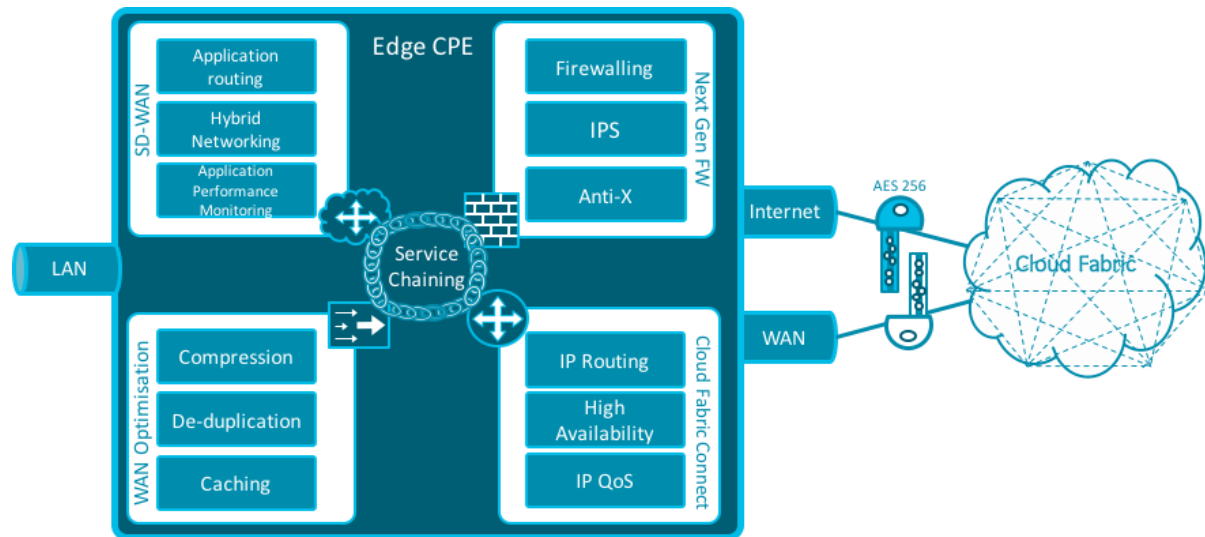 Edge CPE
SD-WAN
Application
routing
Hybrid
Networking
Application
Performance
Monitoring
Next Gen FW
Firewalling
IPS
Anti-X
LAN
Service
Chaining
WAN Optimisation
Compression
De-duplication
Caching
Cloud Fabric Connect
IP Routing
High
Availability
IP QoS
Internet
WAN
AES 256
Cloud Fabric